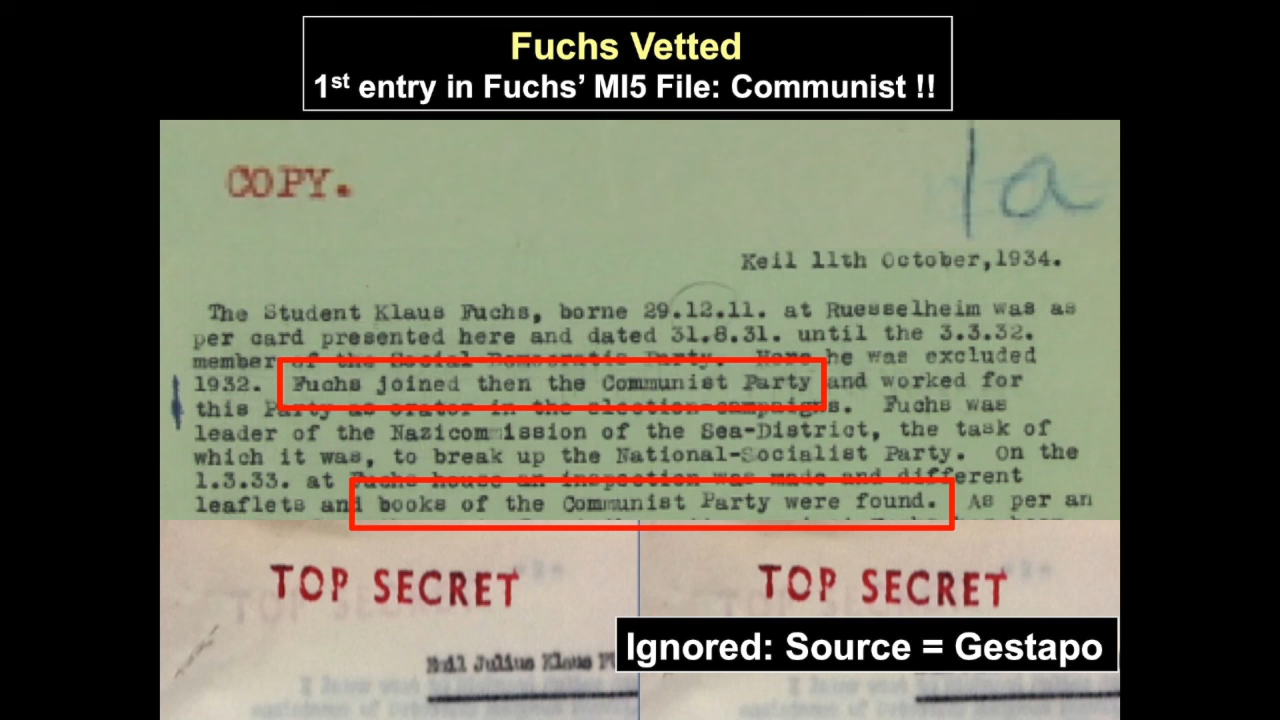 Fuchs Vetted
1st entry in Fuchs’ MI5 File: Communist !!
COPY.
1a
Keil 11th October,1934.
The Student Klaus Fuchs, borne 29.12.11. at Ruesselheim was as
per card presented here and dated 31.8.31. until the 3.3.32.
member of the Social Democratic Party. Here he was excluded
1932. Fuchs joined then the Communist Party and worked for
this Party as orator in the election campaigns. Fuchs was
leader of the Nazicommission of the Sea-District, the task of
which it was, to break up the National-Socialist Party. On the
1.3.33. at Fuchs house an inspection was made and different
leaflets and books of the Communist Party were found. As per an
TOP SECRET
TOP SECRET
Emil Julius Klaus
Ignored: Source = Gestapo